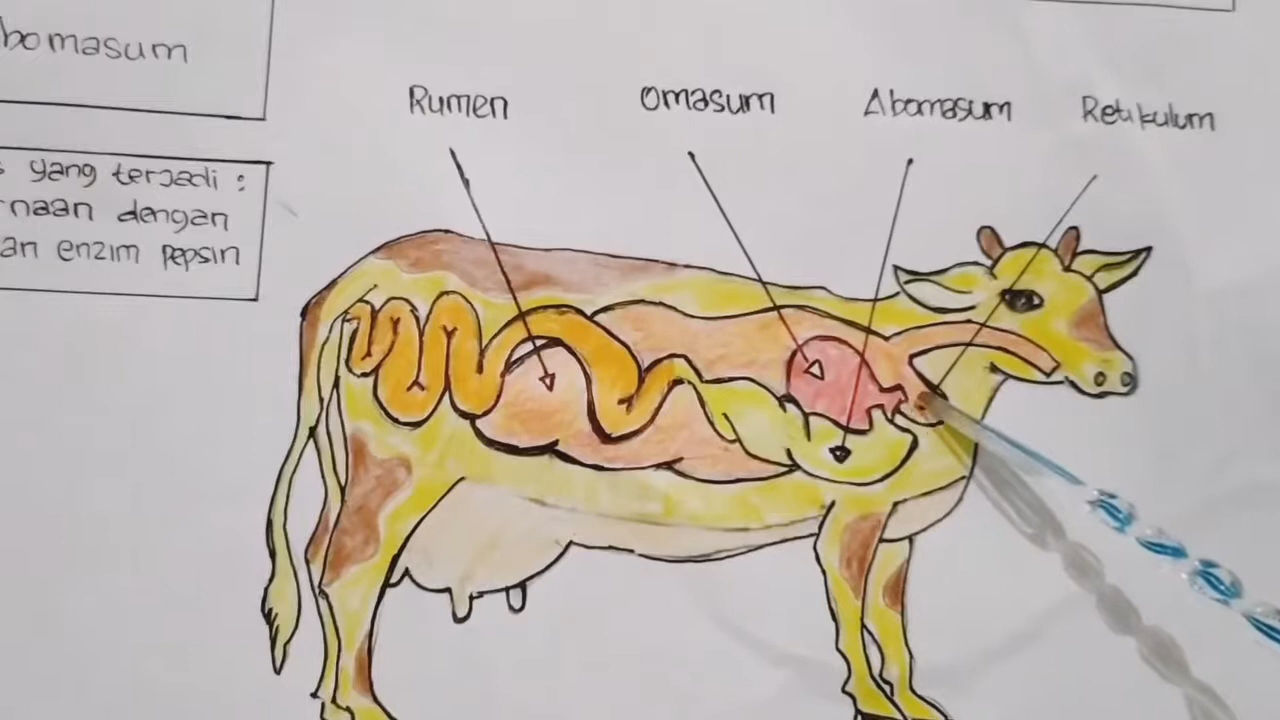 bomasum
Rumen
Omasum
Abomasum
Retikulum
yang terjadi :
naan dengan
an enzim pepsin